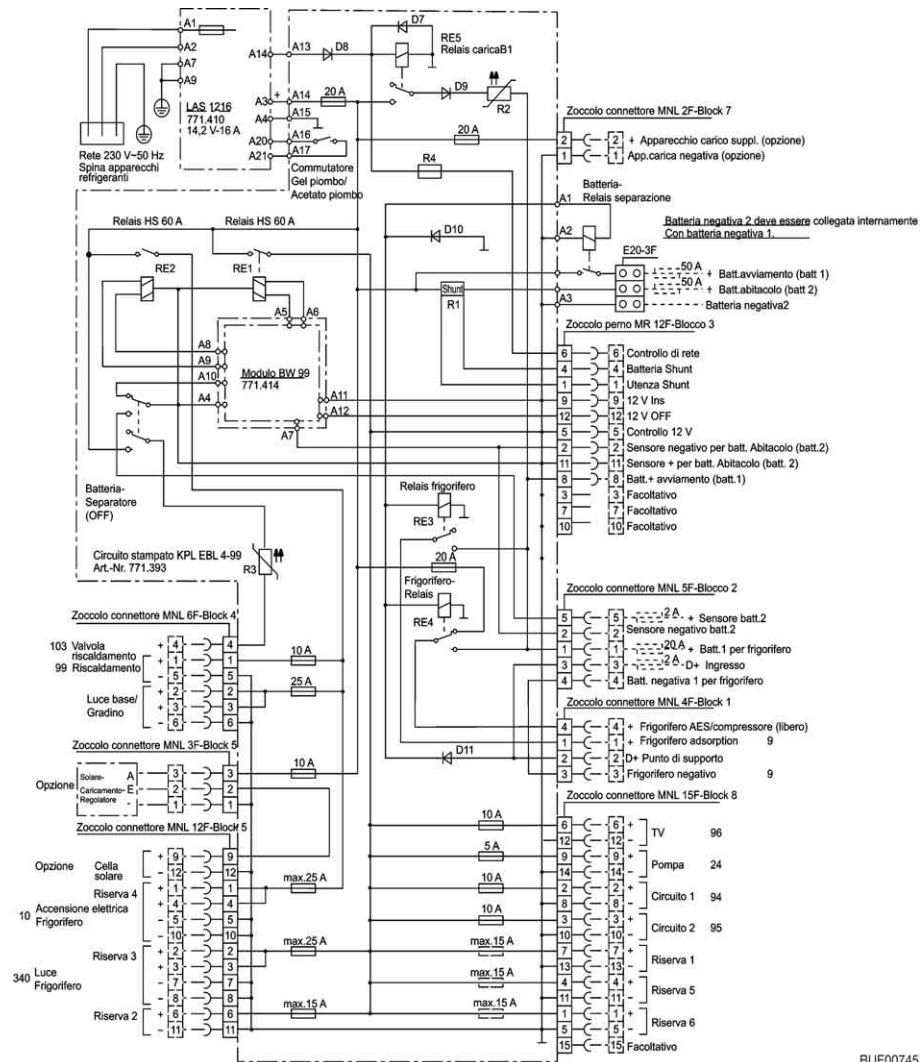 A1
A2
A7
A9
A14
A3
+
A4
A20
A21
LAS 1216
771.410
14,2 V-16 A
Rete 230 V~50 Hz
Spina apparecchi
refrigeranti
A13
D8
D7
RE5
Relais caricaB1
D9
R2
A14
20 A
A15
A16
A17
Commutatore
Gel piombo/
Acetato piombo
20 A
R4
Zoccolo connettore MNL 2F-Block 7
2 2 + Apparecchio carico suppl. (opzione)
1 1 App.carica negativa (opzione)
Batteria-
Relais separazione
A1
A2
Batteria negativa 2 deve essere collegata internamente
Con batteria negativa 1.
E20-3F
50 A + Batt.avviamento (batt 1)
50 A + Batt.abitacolo (batt 2)
A3
Batteria negativa2
Relais HS 60 A
Relais HS 60 A
D10
RE2
RE1
Shunt
R1
A5
A6
A8
A9
A10
A4
Modulo BW 99
771.414
A11
A12
A7
Batteria-
Separatore
(OFF)
Zoccolo perno MR 12F-Blocco 3
6 6 Controllo di rete
4 4 Batteria Shunt
1 1 Utenza Shunt
9 9 12 V Ins
12 12 12 V OFF
5 5 Controllo 12 V
2 2 Sensore negativo per batt. Abitacolo (batt.2)
11 11 Sensore + per batt. Abitacolo (batt. 2)
8 8 Batt.+ avviamento (batt.1)
3 3 Facoltativo
7 7 Facoltativo
10 10 Facoltativo
Relais frigorifero
RE3
20 A
Frigorifero-
Relais
RE4
Circuito stampato KPL EBL 4-99
Art.-Nr. 771.393
R3
Zoccolo connettore MNL 5F-Blocco 2
5 5 2 A + Sensore batt.2
2 2 Sensore negativo batt.2
1 1 20 A + Batt.1 per frigorifero
3 3 2 A D+ Ingresso
4 4 Batt. negativa 1 per frigorifero
Zoccolo connettore MNL 4F-Block 1
4 4 + Frigorifero AES/compressore (libero)
1 1 + Frigorifero adsorption 9
2 2 D+ Punto di supporto
3 3 Frigorifero negativo 9
D11
Zoccolo connettore MNL 6F-Block 4
103 Valvola
riscaldamento
99 Riscaldamento
+ 4 4
+ 1 1 10 A
- 5 5
Luce base/
Gradino
+ 2 2 25 A
+ 3 3
- 6 6
Zoccolo connettore MNL 3F-Block 5
Opzione
Solare-
Caricamento-
Regolatore
A 3 3 10 A
E 2 2
- 1 1
Zoccolo connettore MNL 12F-Block 5
Opzione Cella
solare
+ 9 9
- 12 12
Riserva 4
+ 1 1 max.25 A
+ 4 4
10 Accensione elettrica
Frigorifero
- 5 5
- 10 10
Riserva 3
+ 2 2 max.25 A
+ 3 3
340 Luce
Frigorifero
- 7 7
- 8 8
Riserva 2
+ 6 6 max.15 A
- 11 11
Zoccolo connettore MNL 15F-Block 8
10 A 6 6 +
12 12 -
TV 96
5 A 9 9 +
14 14 -
Pompa 24
10 A 2 2 +
8 8 -
Circuito 1 94
10 A 3 3 +
10 10 -
Circuito 2 95
max.15 A 7 7 +
13 13 -
Riserva 1
max.15 A 4 4 +
11 11 -
Riserva 5
max.15 A 1 1 +
5 5 -
Riserva 6
15 15 Facoltativo
BUE00745